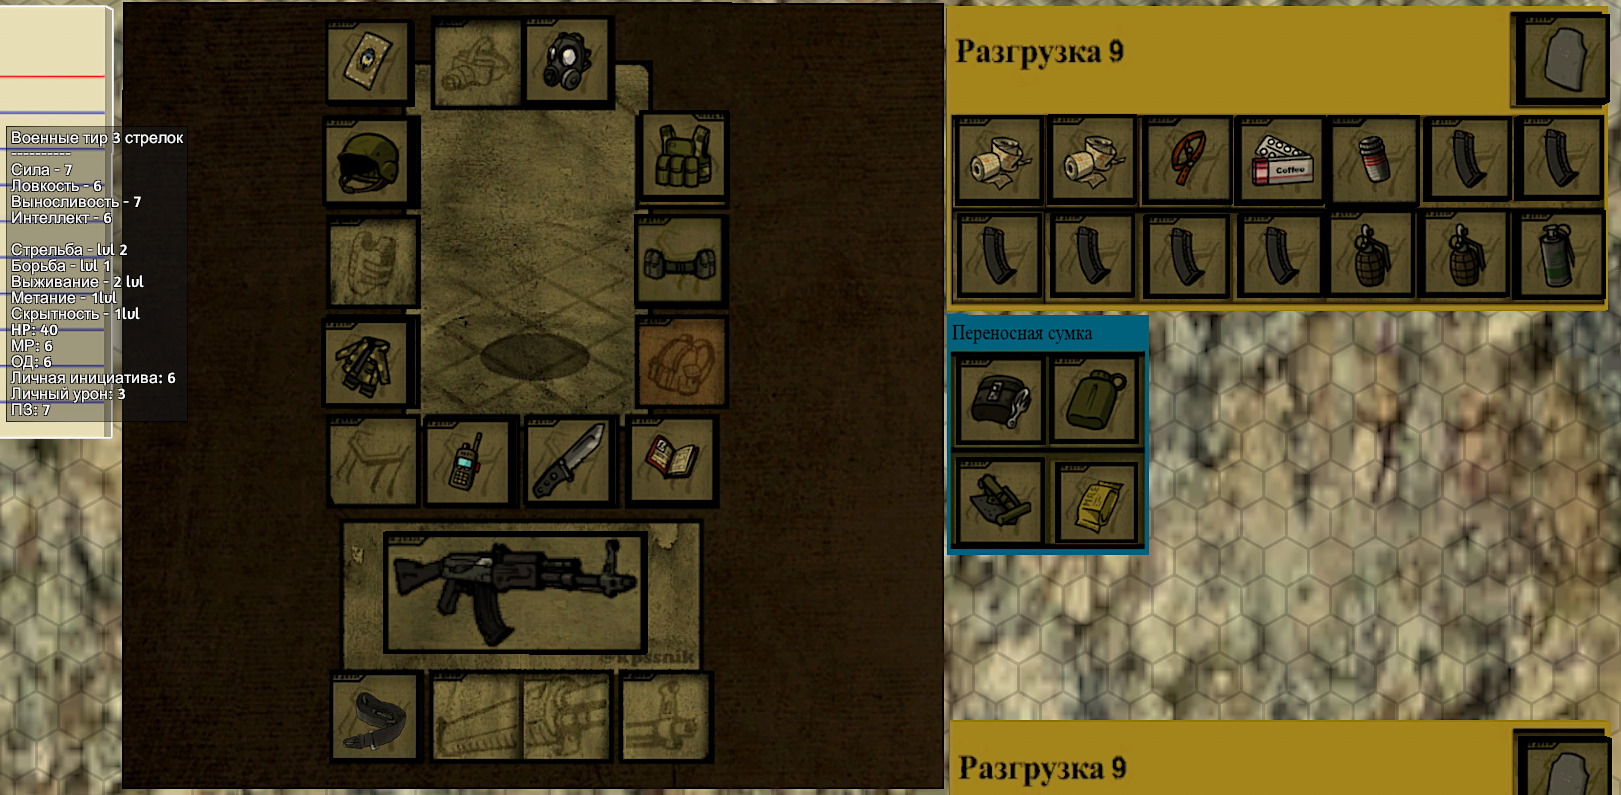 Военные тир 3 стрелок
----------
Сила - 7
Ловкость - 6
Выносливость - 7
Интеллект - 6
Стрельба - lvl 2
Борьба - lvl 1
Выживание - 2 lvl
Метание - 1lvl
Скрытность - 1lvl
HP: 40
МР: 6
ОД: 6
Личная инициатива: 6
Личный урон: 3
ПЗ: 7
Разгрузка 9
Coffee
Переносная сумка
Разгрузка 9